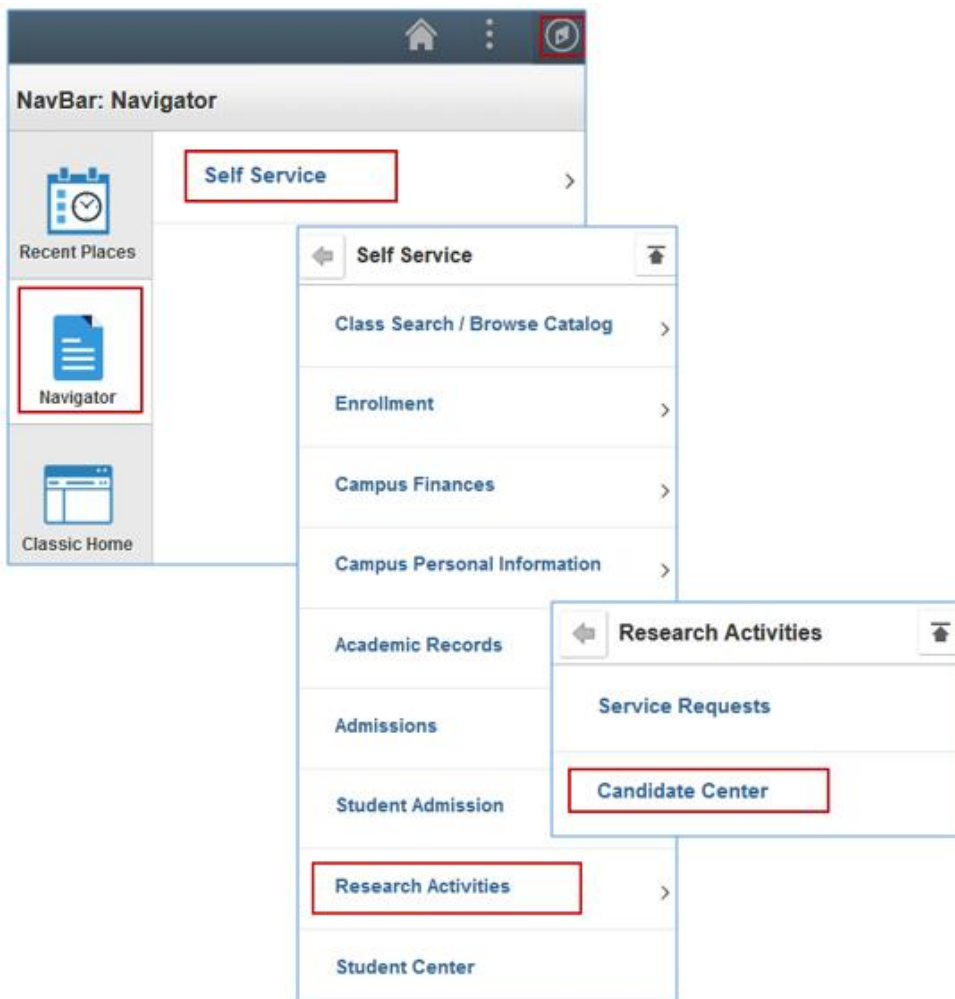 NavBar: Navigator
Recent Places
Navigator
Classic Home
Self Service
Self Service
Class Search / Browse Catalog
Enrollment
Campus Finances
Campus Personal Information
Academic Records
Admissions
Student Admission
Research Activities
Student Center
Research Activities
Service Requests
Candidate Center